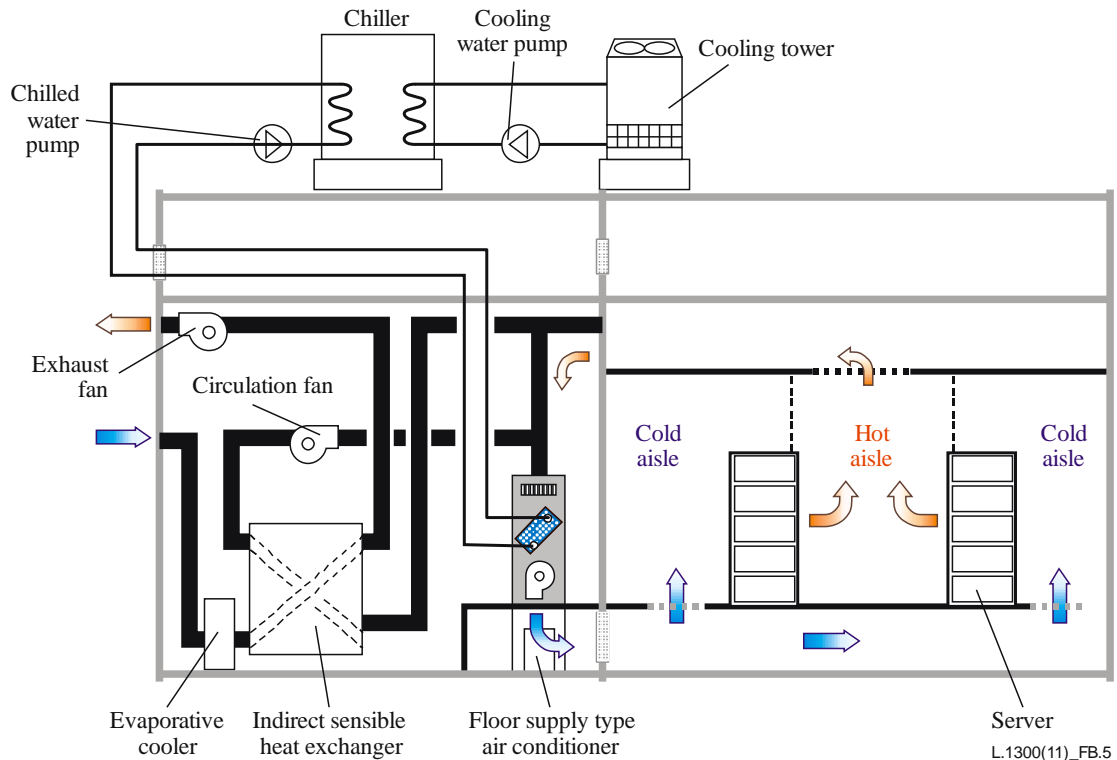 Chiller
Cooling
water pump
Cooling tower
Chilled
water
pump
Exhaust
fan
Circulation fan
Cold
aisle
Hot
aisle
Cold
aisle
Evaporative
cooler
Indirect sensible
heat exchanger
Floor supply type
air conditioner
Server
L.1300(11)_FB.5